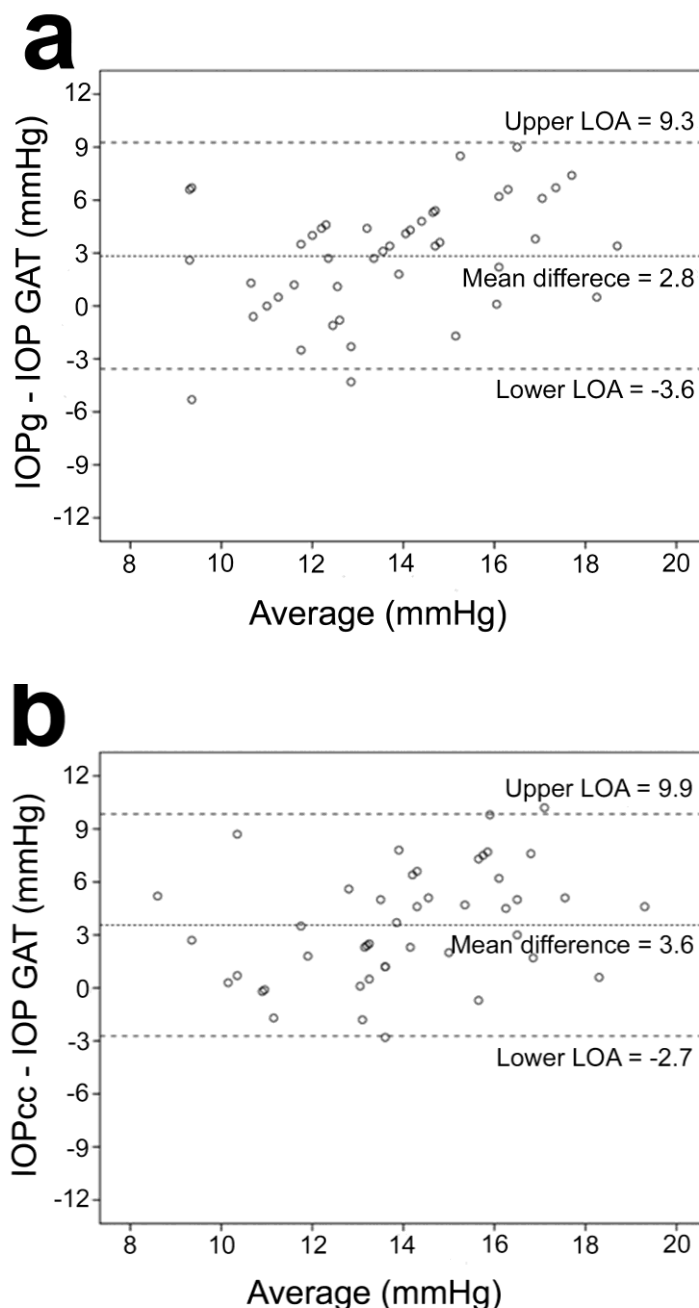 a
12
9
6
3
0
-3
-6
-9
-12
IOPg - IOP GAT (mmHg)
Upper LOA = 9.3
Mean differece = 2.8
Lower LOA = -3.6
8 10 12 14 16 18 20
Average (mmHg)
b
12
9
6
3
0
-3
-6
-9
-12
IOPcc - IOP GAT (mmHg)
Upper LOA = 9.9
Mean difference = 3.6
Lower LOA = -2.7
8 10 12 14 16 18 20
Average (mmHg)